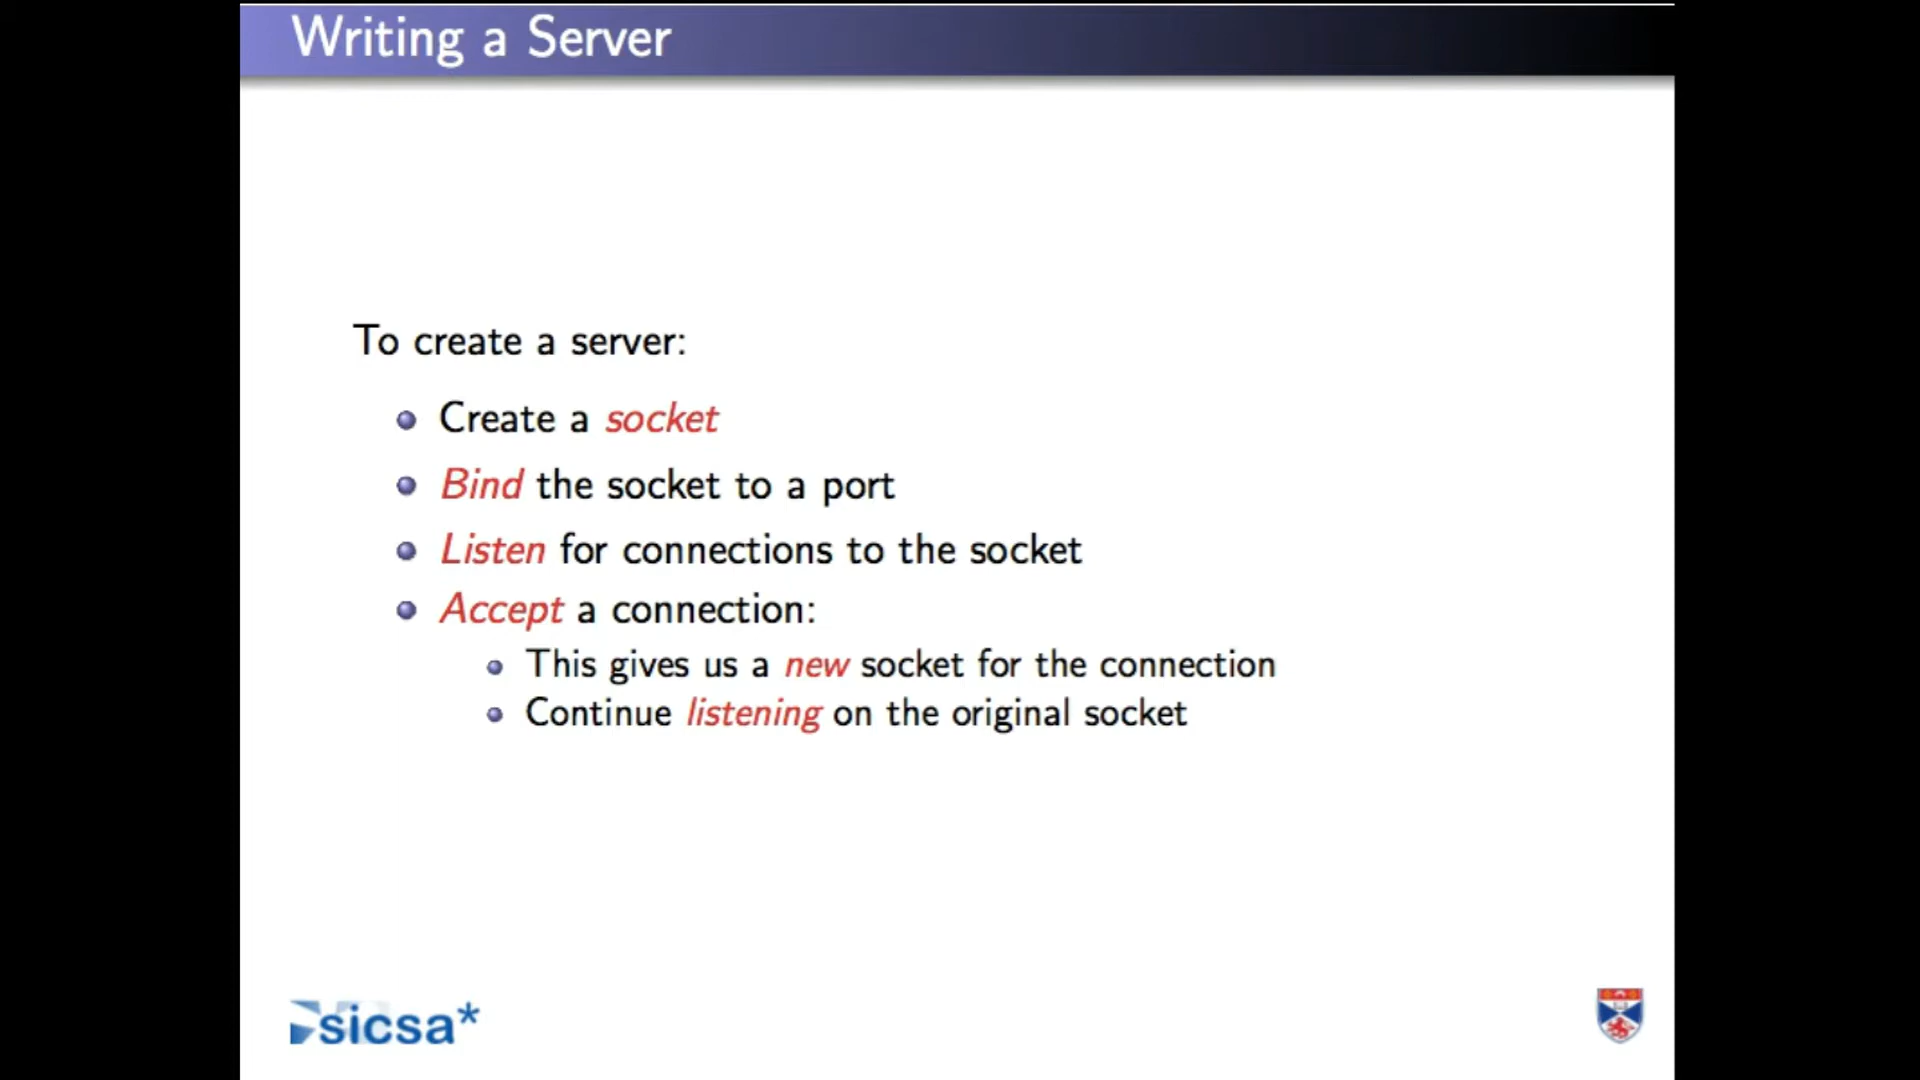 Writing a Server
To create a server:
Create a socket
Bind the socket to a port
Listen for connections to the socket
Accept a connection:
This gives us a new socket for the connection
Continue listening on the original socket
sicsa*